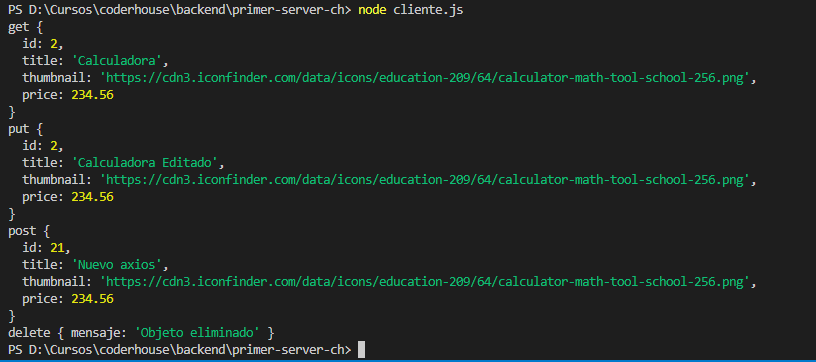 PS D:\Cursos\coderhouse\backend\primer-server-ch> node cliente.js
get {
  id: 2,
  title: 'Calculadora',
  thumbnail: 'https://cdn3.iconfinder.com/data/icons/education-209/64/calculator-math-tool-school-256.png',
  price: 234.56
}
put {
  id: 2,
  title: 'Calculadora Editado',
  thumbnail: 'https://cdn3.iconfinder.com/data/icons/education-209/64/calculator-math-tool-school-256.png',
  price: 234.56
}
post {
  id: 21,
  title: 'Nuevo axios',
  thumbnail: 'https://cdn3.iconfinder.com/data/icons/education-209/64/calculator-math-tool-school-256.png',
  price: 234.56
}
delete { mensaje: 'Objeto eliminado' }
PS D:\Cursos\coderhouse\backend\primer-server-ch>